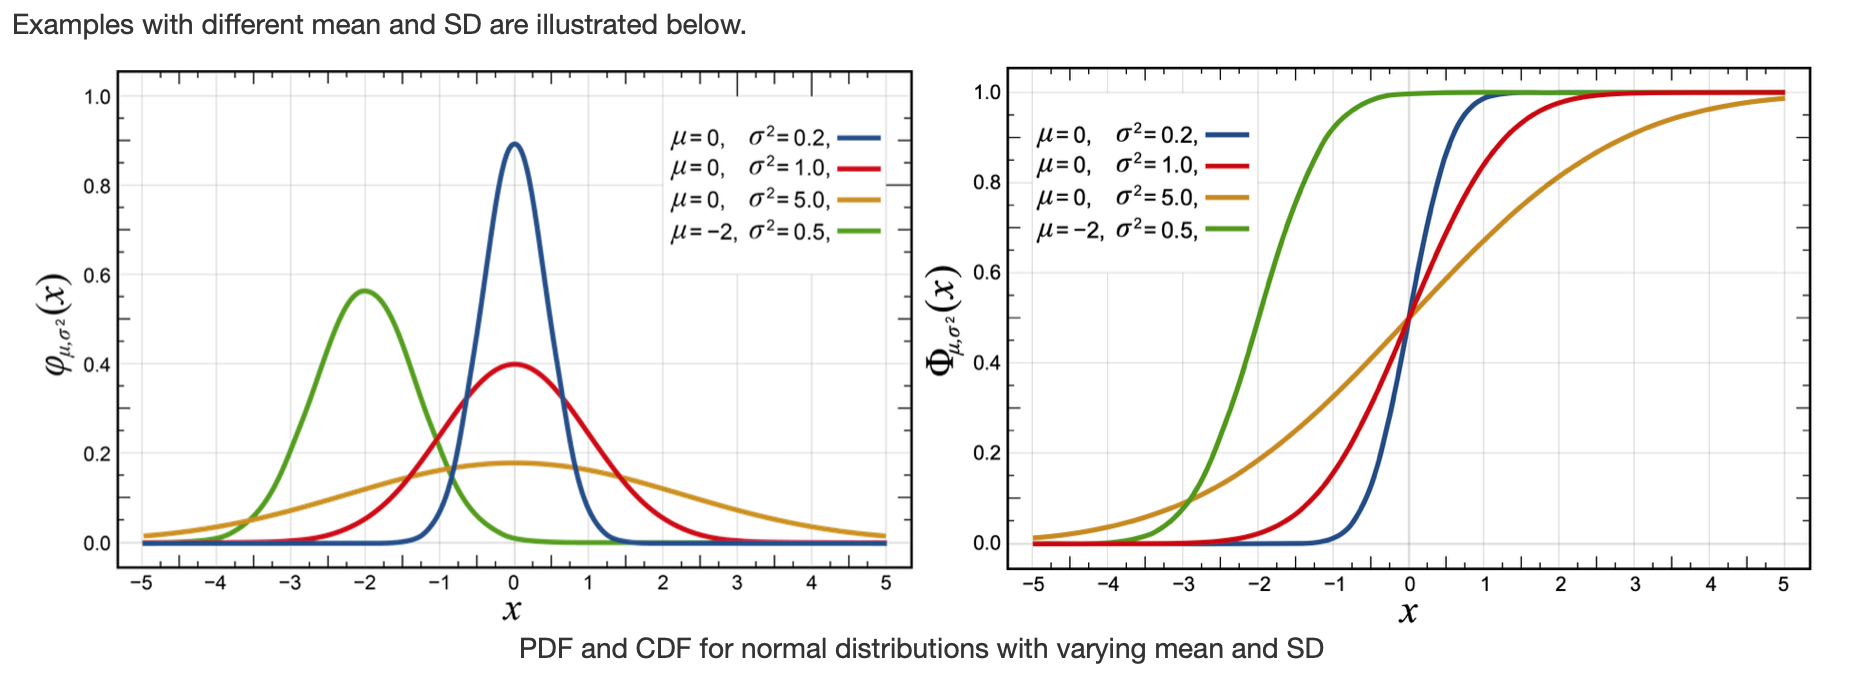 Examples with different mean and SD are illustrated below.
1.0
0.8
0.6
0.4
0.2
0.0
φμ,σ²(x)
μ=0, σ²=0.2,
μ=0, σ²=1.0,
μ=0, σ²=5.0,
μ=−2, σ²=0.5,
−5 −4 −3 −2 −1 0 1 2 3 4 5
x
1.0
0.8
0.6
0.4
0.2
0.0
Φμ,σ²(x)
μ=0, σ²=0.2,
μ=0, σ²=1.0,
μ=0, σ²=5.0,
μ=−2, σ²=0.5,
−5 −4 −3 −2 −1 0 1 2 3 4 5
x
PDF and CDF for normal distributions with varying mean and SD